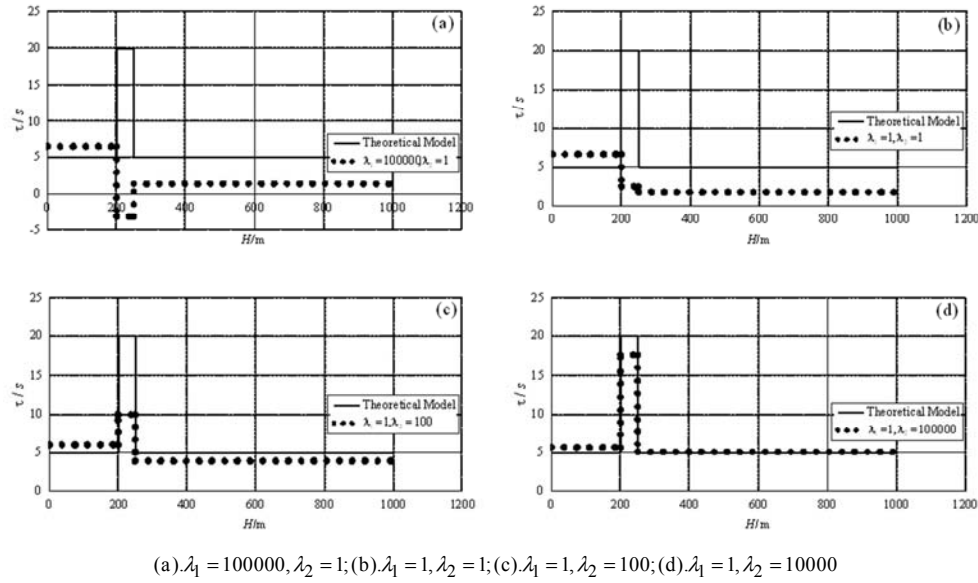 25
(a)
20
15
10
5
0
-5
τ / s
0 200 400 600 800 1000 1200
H/m
Theoretical Model
λ₁=100000,λ₂=1
25
(b)
20
15
10
5
0
τ / s
0 200 400 600 800 1000 1200
H/m
Theoretical Model
λ₁=1,λ₂=1
25
(c)
20
15
10
5
0
τ / s
0 200 400 600 800 1000 1200
H/m
Theoretical Model
λ₁=1,λ₂=100
25
(d)
20
15
10
5
0
τ / s
0 200 400 600 800 1000 1200
H/m
Theoretical Model
λ₁=1,λ₂=100000
(a).λ₁ = 100000, λ₂ = 1; (b).λ₁ = 1, λ₂ = 1; (c).λ₁ = 1, λ₂ = 100; (d).λ₁ = 1, λ₂ = 10000